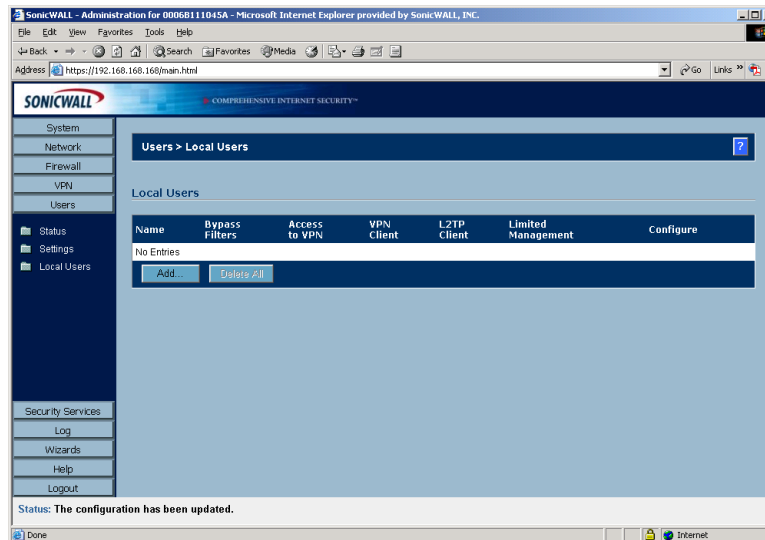 SonicWALL - Administration for 0006B111045A - Microsoft Internet Explorer provided by SonicWALL, INC.
File Edit View Favorites Tools Help
Back Search Favorites Media
Address https://192.168.168.168/main.html Go Links »
SONICWALL COMPREHENSIVE INTERNET SECURITY™
System
Network
Firewall
VPN
Users
Status
Settings
Local Users
Security Services
Log
Wizards
Help
Logout
Users > Local Users ?
Local Users
Name Bypass Filters Access to VPN VPN Client L2TP Client Limited Management Configure
No Entries
Add... Delete All
Status: The configuration has been updated.
Done Internet